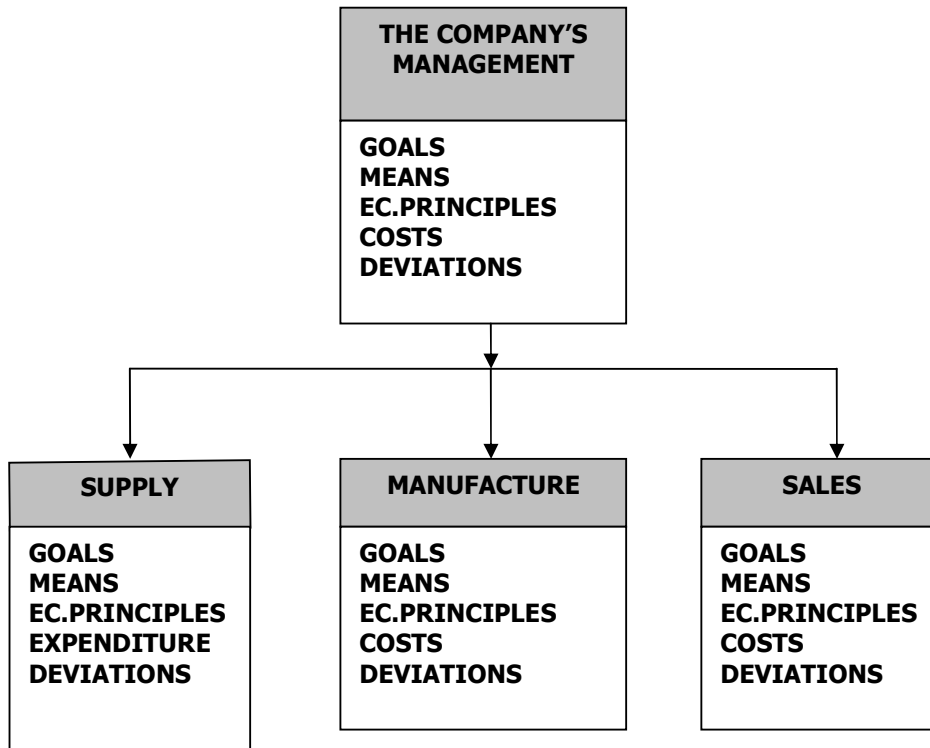 THE COMPANY'S
MANAGEMENT
GOALS
MEANS
EC.PRINCIPLES
COSTS
DEVIATIONS
SUPPLY
GOALS
MEANS
EC.PRINCIPLES
EXPENDITURE
DEVIATIONS
MANUFACTURE
GOALS
MEANS
EC.PRINCIPLES
COSTS
DEVIATIONS
SALES
GOALS
MEANS
EC.PRINCIPLES
COSTS
DEVIATIONS